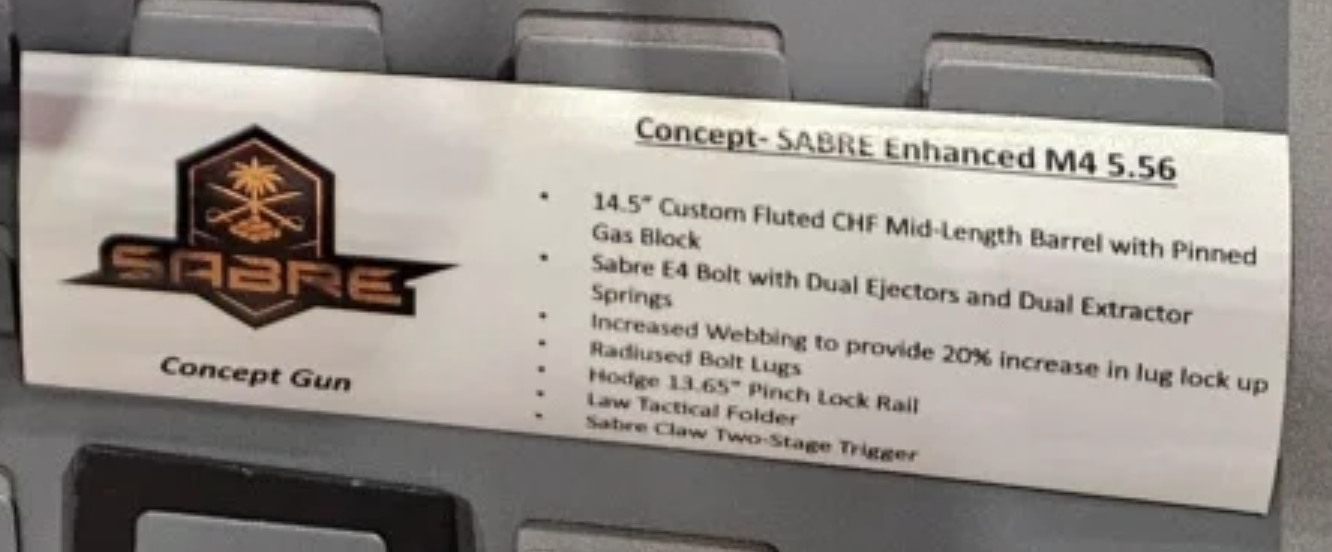 SABRE
Concept Gun
Concept- SABRE Enhanced M4 5.56
• 14.5" Custom Fluted CHF Mid-Length Barrel with Pinned
Gas Block
• Sabre E4 Bolt with Dual Ejectors and Dual Extractor
Springs
• Increased Webbing to provide 20% increase in lug lock up
• Radiused Bolt Lugs
• Hodge 13.65" Pinch Lock Rail
• Law Tactical Folder
• Sabre Claw Two-Stage Trigger